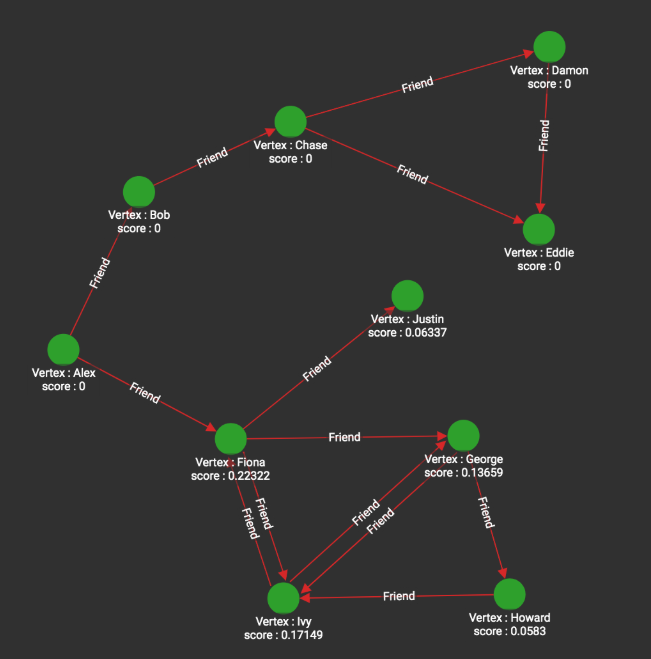 Vertex : Damon
score : 0
Friend
Friend
Vertex : Chase
score : 0
Friend
Friend
Vertex : Bob
score : 0
Vertex : Eddie
score : 0
Friend
Vertex : Justin
score : 0.06337
Vertex : Alex
score : 0
Friend
Friend
Friend
Vertex : Fiona
score : 0.22322
Vertex : George
score : 0.13659
Friend
Friend
Friend
Friend
Friend
Friend
Vertex : Ivy
score : 0.17149
Vertex : Howard
score : 0.0583